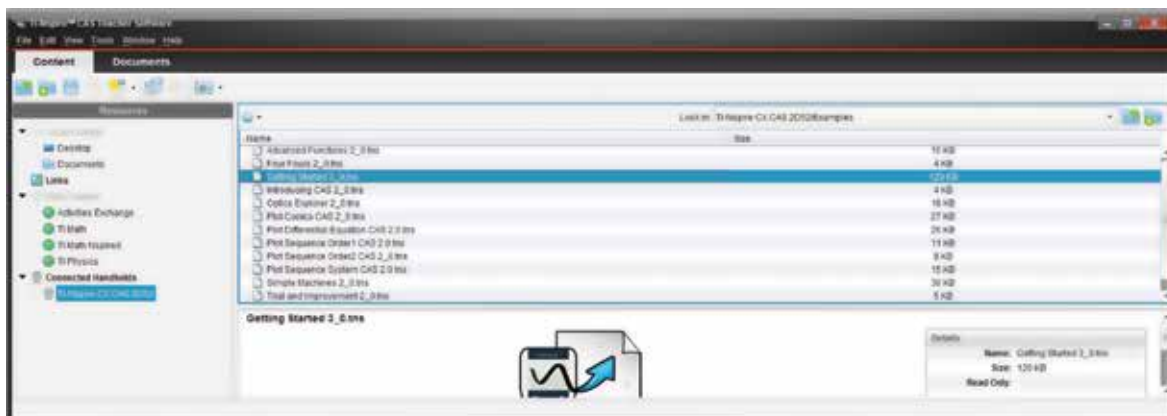 TI-Nspire™ CAS Teacher Software
File Edit View Tools Window Help
Content Documents
Resources
Look in: TI-Nspire CX CAS 2D52\Examples
Name Size
Advanced Functions 2_0.tns 10 KB
Four Fours 2_0.tns 4 KB
Getting Started 3_0.tns 120 KB
Introducing CAS 2_0.tns 4 KB
Optics Explorer 2_0.tns 16 KB
Plot Conics CAS 2_0.tns 27 KB
Plot Differential Equation CAS 2 0.tns 26 KB
Plot Sequence Order1 CAS 2 0.tns 11 KB
Plot Sequence Order2 CAS 2_0.tns 9 KB
Plot Sequence System CAS 2 0.tns 15 KB
Simple Machines 2_0.tns 30 KB
Trial and Improvement 2_0.tns 5 KB
Desktop
Documents
Links
Activities Exchange
TI Math
TI Math Nspired
TI Physics
Connected Handhelds
Getting Started 3_0.tns
Details
Name: Getting Started 3_0.tns
Size: 120 KB
Read Only: